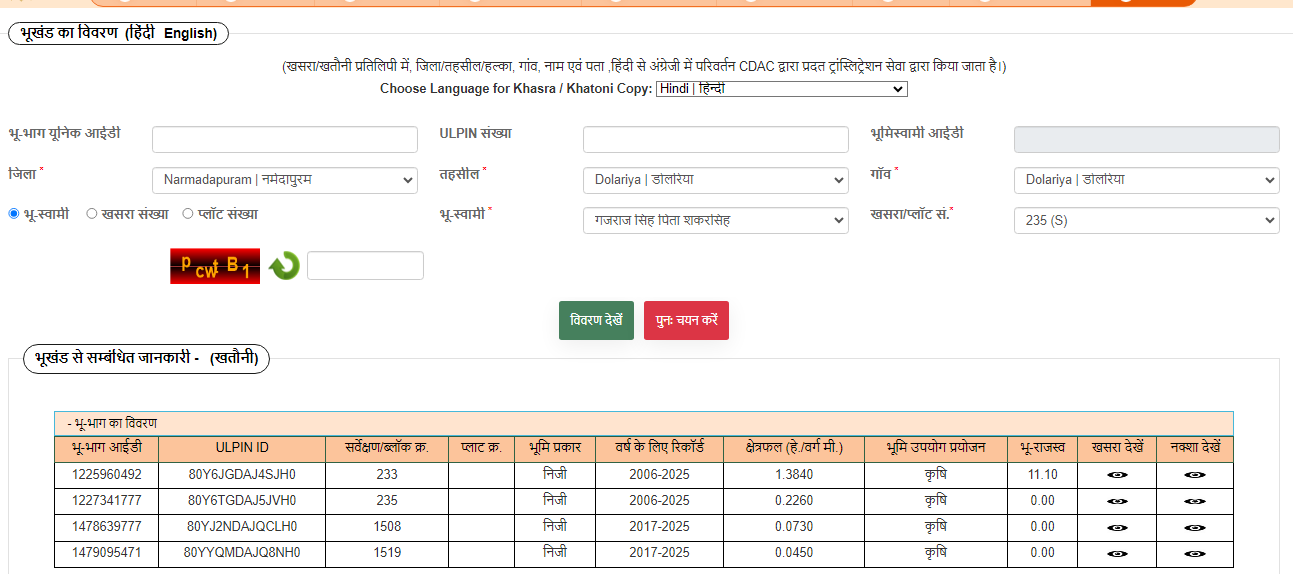 भूखंड का विवरण (हिंदी English)
(खसरा/खतौनी प्रतिलिपी में, जिला/तहसील/हल्का, गांव, नाम एवं पता ,हिंदी से अंग्रेजी में परिवर्तन CDAC द्वारा प्रदत ट्रांस्लिट्रेशन सेवा द्वारा किया जाता है।)
Choose Language for Khasra / Khatoni Copy: Hindi | हिन्दी
भू-भाग यूनिक आईडी ULPIN संख्या भूमिस्वामी आईडी
जिला * Narmadapuram | नर्मदापुरम तहसील * Dolariya | डोलरिया गॉव * Dolariya | डोलरिया
भू-स्वामी खसरा संख्या प्लॉट संख्या भू-स्वामी * गजराज सिंह पिता शंकरसिंह खसरा/प्लॉट सं.* 235 (S)
P cw t B 1
विवरण देखें पुनः चयन करें
भूखंड से सम्बंधित जानकारी - (खतौनी)
- भू-भाग का विवरण
भू-भाग आईडी ULPIN ID सर्वेक्षण/ब्लॉक क्र. प्लाट क्र. भूमि प्रकार वर्ष के लिए रिकॉर्ड क्षेत्रफल (हे./वर्ग मी.) भूमि उपयोग प्रयोजन भू-राजस्व खसरा देखें नक्शा देखें
1225960492 80Y6JGDAJ4SJH0 233 निजी 2006-2025 1.3840 कृषि 11.10
1227341777 80Y6TGDAJ5JVH0 235 निजी 2006-2025 0.2260 कृषि 0.00
1478639777 80YJ2NDAJQCLH0 1508 निजी 2017-2025 0.0730 कृषि 0.00
1479095471 80YYQMDAJQ8NH0 1519 निजी 2017-2025 0.0450 कृषि 0.00